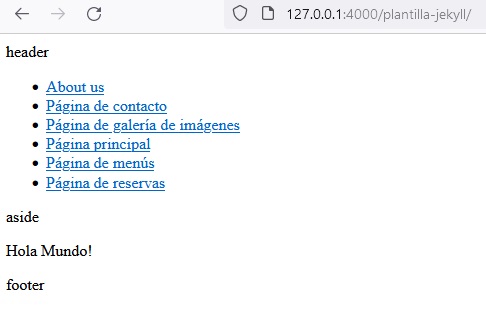 127.0.0.1:4000/plantilla-jekyll/
header
About us
Página de contacto
Página de galería de imágenes
Página principal
Página de menús
Página de reservas
aside
Hola Mundo!
footer